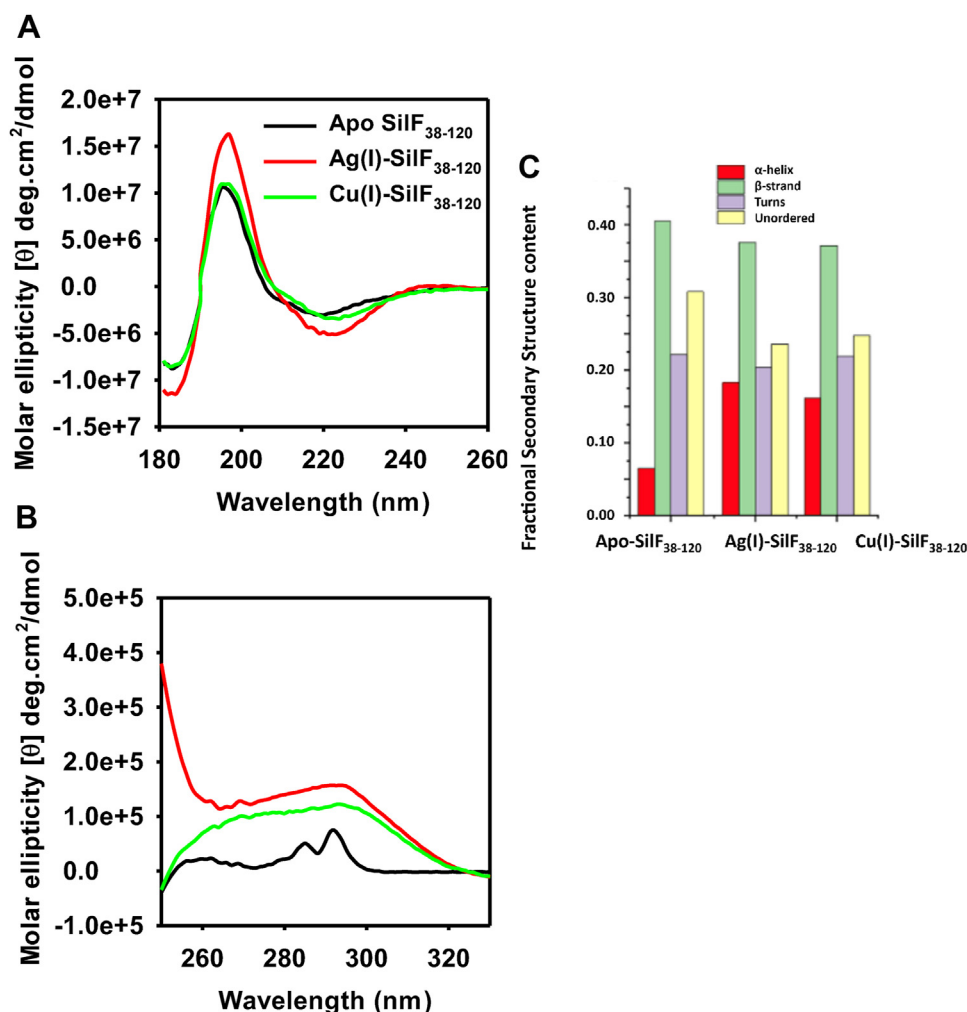 A
Molar ellipticity [θ] deg.cm²/dmol
2.0e+7
1.5e+7
1.0e+7
5.0e+6
0.0
-5.0e+6
-1.0e+7
-1.5e+7
180 200 220 240 260
Wavelength (nm)
Apo SilF38-120
Ag(I)-SilF38-120
Cu(I)-SilF38-120
B
Molar ellipticity [θ] deg.cm²/dmol
5.0e+5
4.0e+5
3.0e+5
2.0e+5
1.0e+5
0.0
-1.0e+5
260 280 300 320
Wavelength (nm)
C
α-helix
β-strand
Turns
Unordered
Fractional Secondary Structure content
0.40
0.30
0.20
0.10
0.00
Apo-SilF38-120 Ag(I)-SilF38-120 Cu(I)-SilF38-120